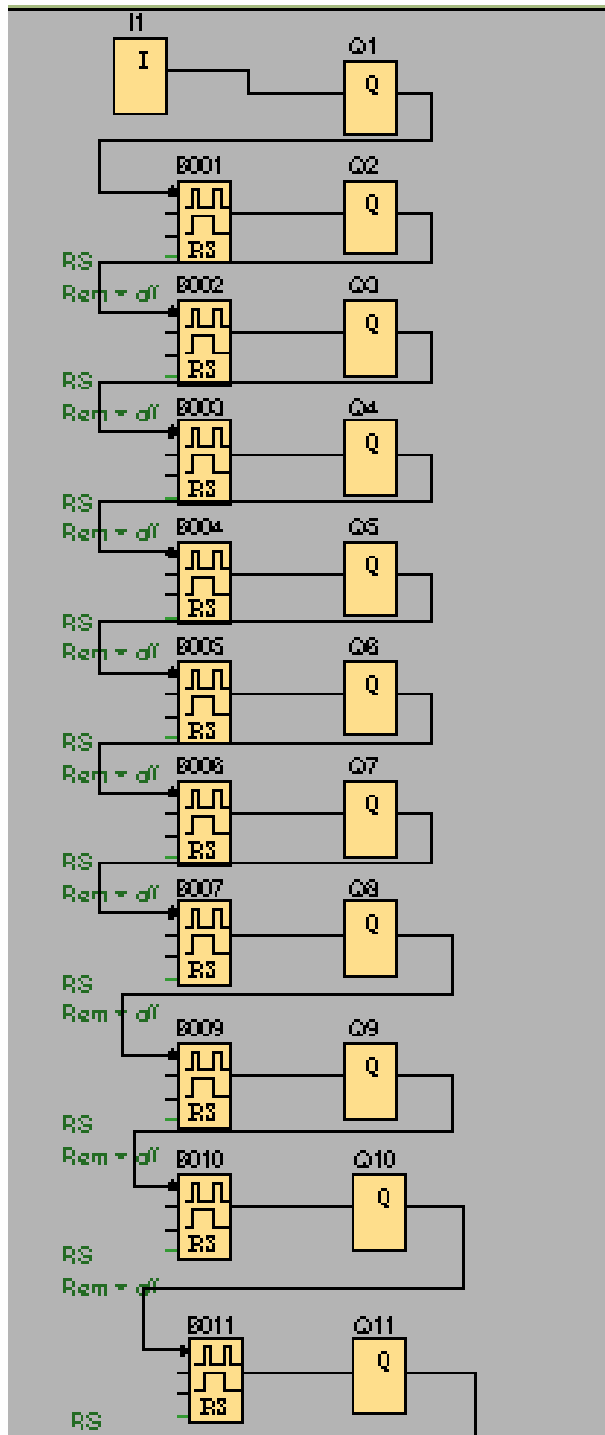 I1
I
Q1
Q
B001
Q2
Q
RS
RS
Rem = off
B002
Q3
Q
RS
RS
Rem = off
B003
Q4
Q
RS
RS
Rem = off
B004
Q5
Q
RS
RS
Rem = off
B005
Q6
Q
RS
RS
Rem = off
B006
Q7
Q
RS
RS
Rem = off
B007
Q8
Q
RS
RS
Rem = off
B009
Q9
Q
RS
RS
Rem = off
B010
Q10
Q
RS
RS
Rem = off
B011
Q11
Q
RS
RS